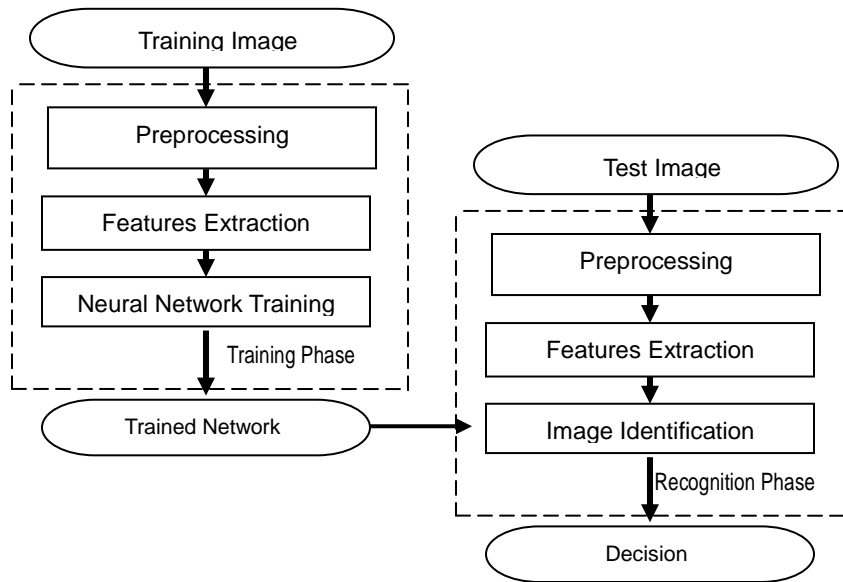 Training Image
Preprocessing
Features Extraction
Neural Network Training
Training Phase
Trained Network
Test Image
Preprocessing
Features Extraction
Image Identification
Recognition Phase
Decision